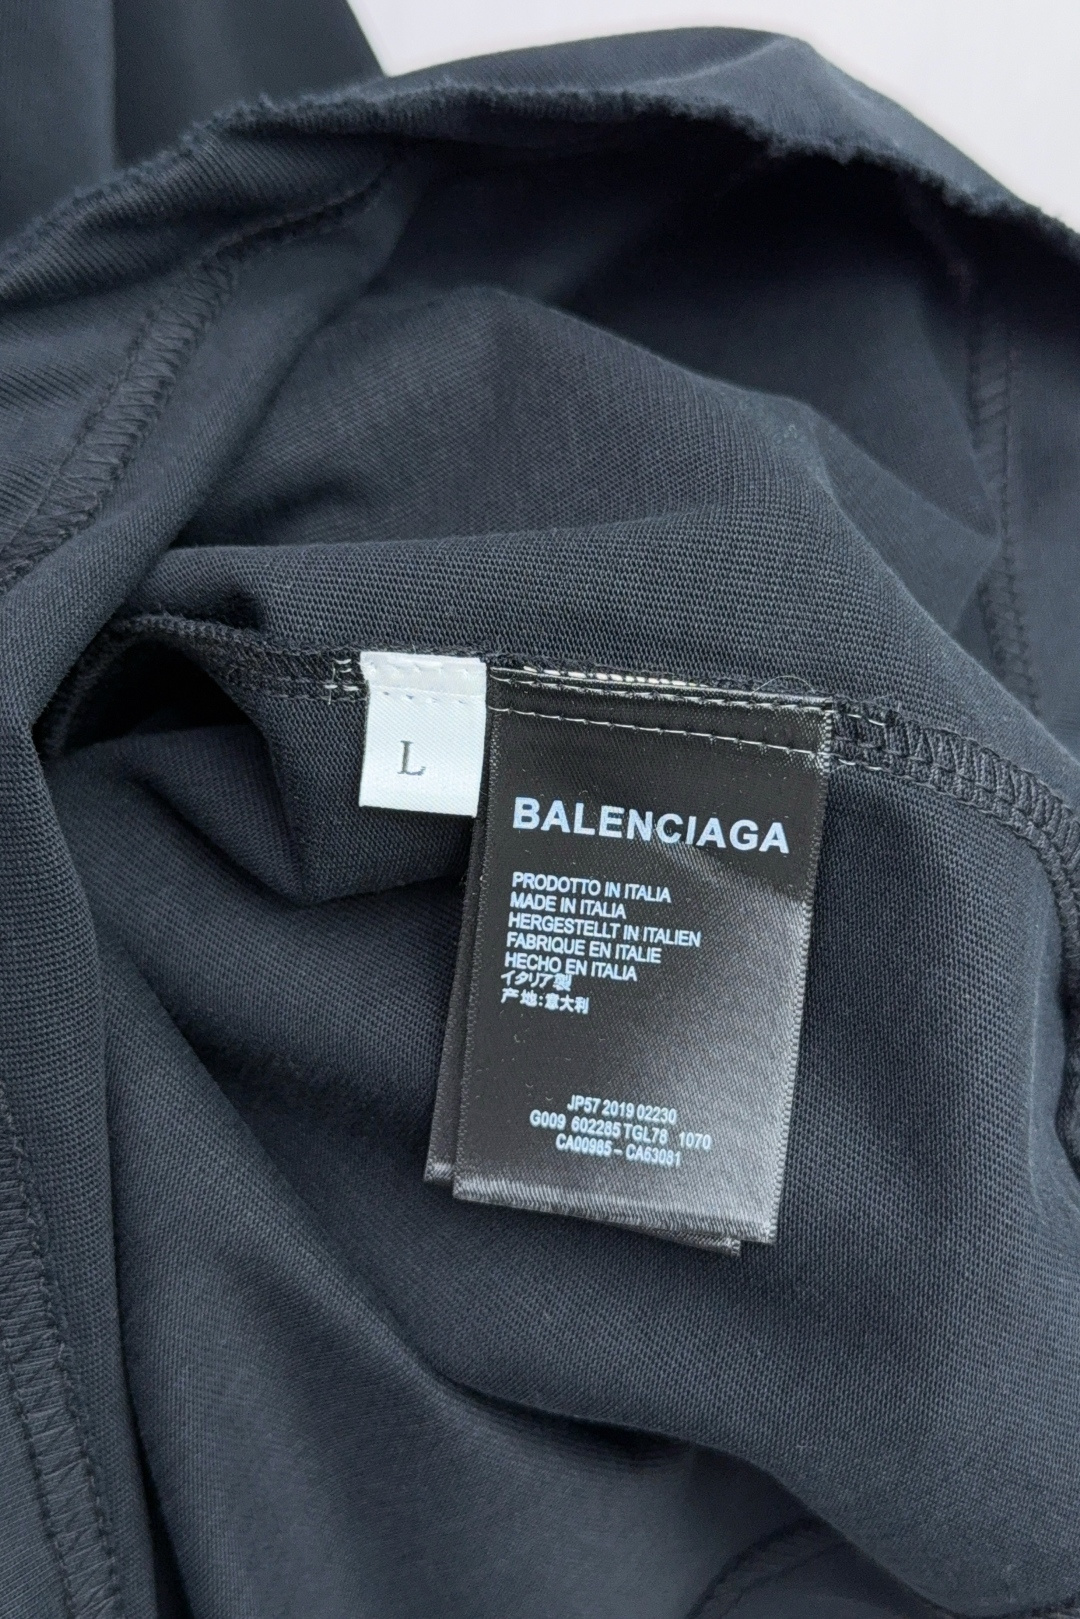 L
BALENCIAGA
PRODOTTO IN ITALIA
MADE IN ITALIA
HERGESTELLT IN ITALIEN
FABRIQUE EN ITALIE
HECHO EN ITALIA
イタリア製
产地:意大利
JP57 2019 02230
G009 602285 TGL78 1070
CA00985 - CA63081